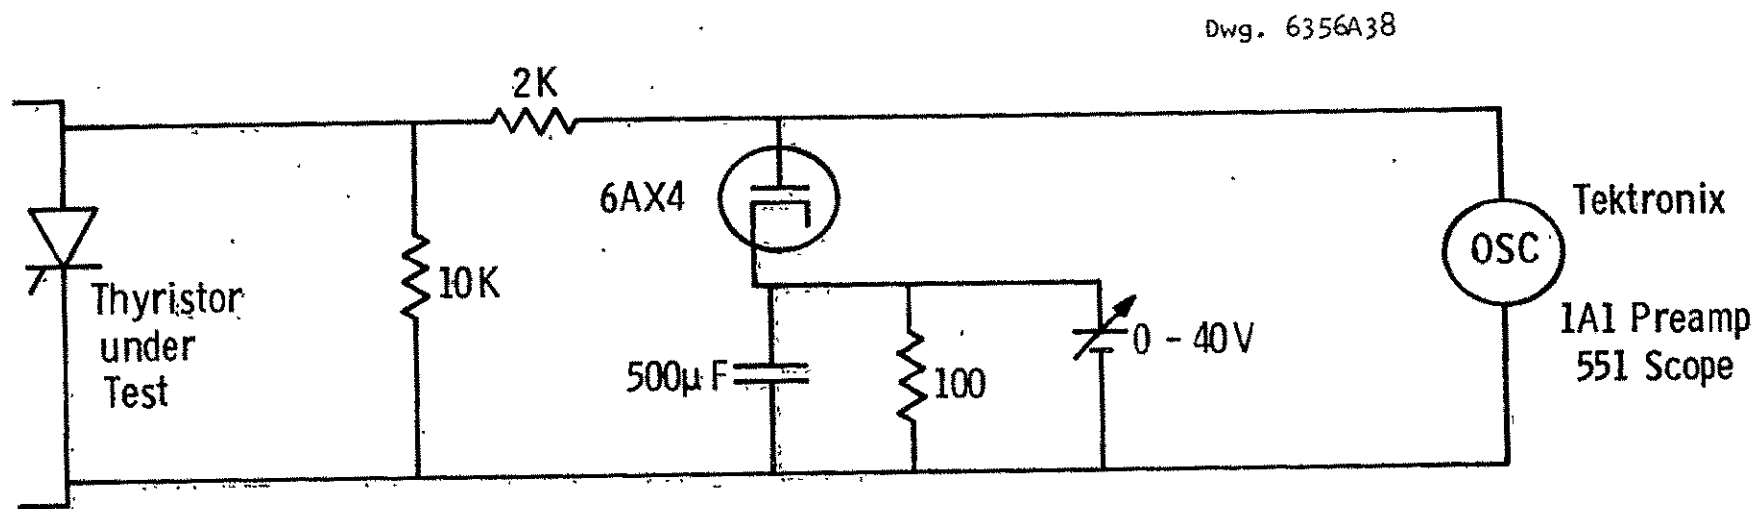 Dwg. 6356A38
2K
6AX4
Tektronix
OSC
10K
Thyristor
under
Test
1A1 Preamp
551 Scope
0 - 40V
500µF
100